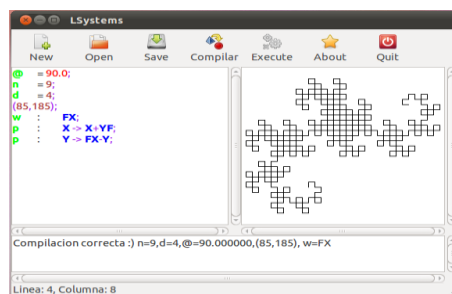 LSystems
New Open Save Compilar Execute About Quit
@ = 90.0;
n = 9;
d = 4;
(85,185);
w : FX;
p : X -> X+YF;
p : Y -> FX-Y;
Compilacion correcta :) n=9,d=4,@=90.000000,(85,185), w=FX
Linea: 4, Columna: 8